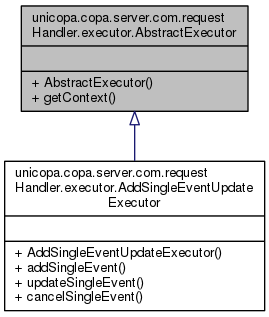 unicopa.copa.server.com.request
Handler.executor.AbstractExecutor
+ AbstractExecutor()
+ getContext()
unicopa.copa.server.com.request
Handler.executor.AddSingleEventUpdate
Executor
+ AddSingleEventUpdateExecutor()
+ addSingleEvent()
+ updateSingleEvent()
+ cancelSingleEvent()